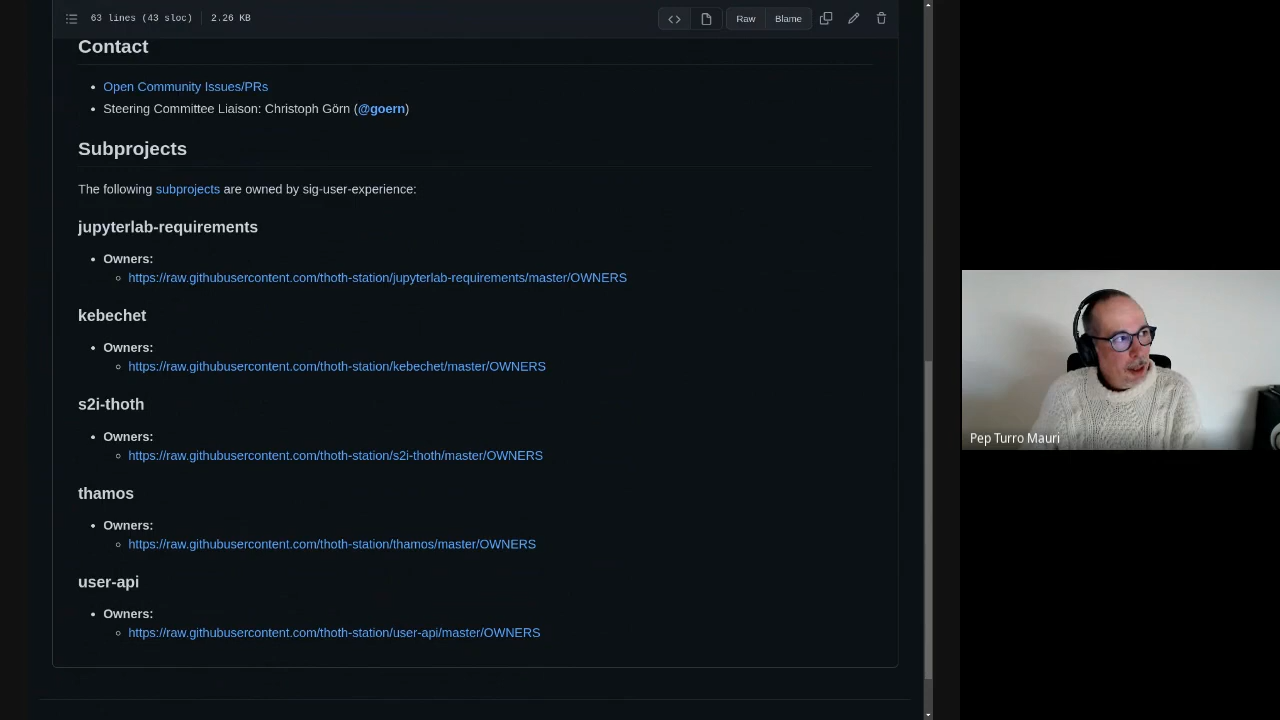 63 lines (43 sloc) 2.26 KB
Raw Blame
Contact
Open Community Issues/PRs
Steering Committee Liaison: Christoph Görn (@goern)
Subprojects
The following subprojects are owned by sig-user-experience:
jupyterlab-requirements
Owners:
https://raw.githubusercontent.com/thoth-station/jupyterlab-requirements/master/OWNERS
kebechet
Owners:
https://raw.githubusercontent.com/thoth-station/kebechet/master/OWNERS
s2i-thoth
Owners:
https://raw.githubusercontent.com/thoth-station/s2i-thoth/master/OWNERS
thamos
Owners:
https://raw.githubusercontent.com/thoth-station/thamos/master/OWNERS
user-api
Owners:
https://raw.githubusercontent.com/thoth-station/user-api/master/OWNERS
Pep Turro Mauri